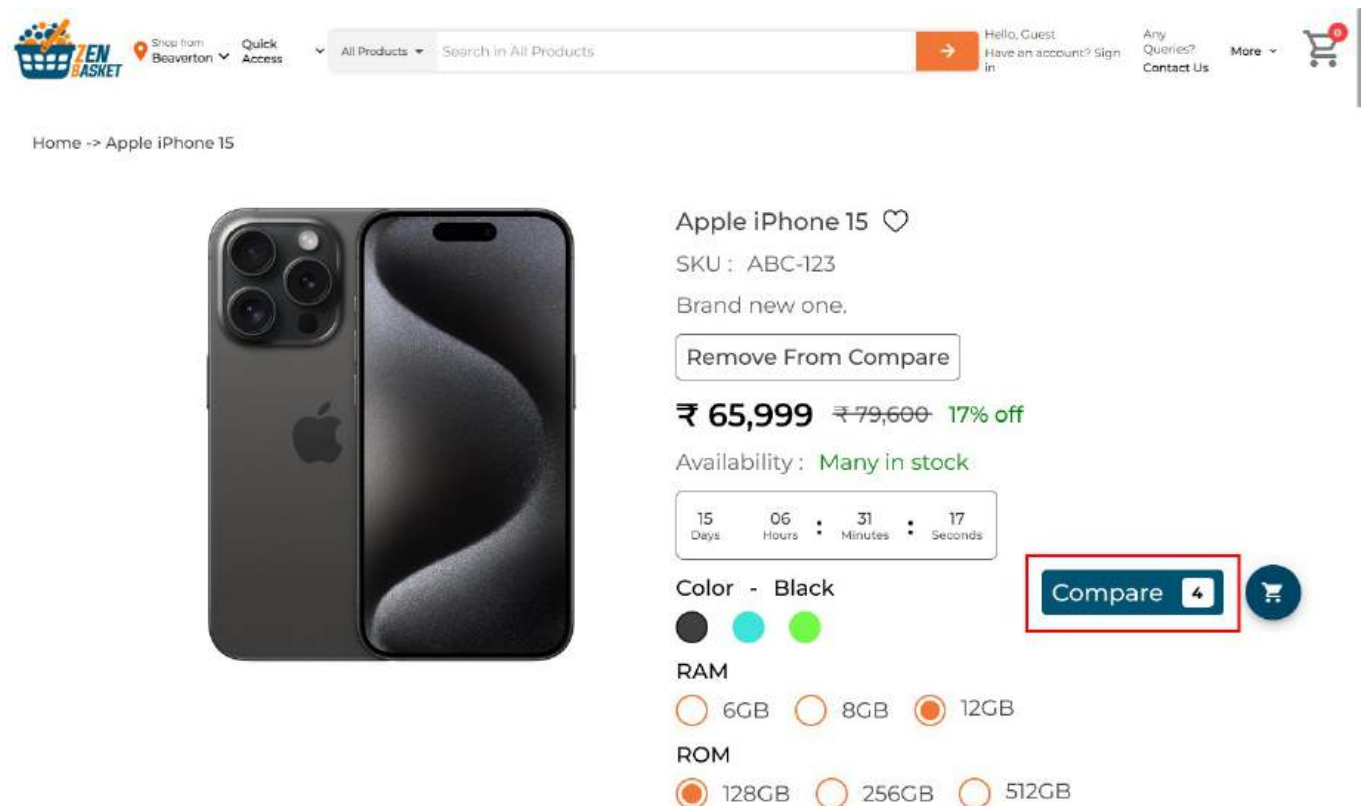 ZEN
BASKET
Shop from
Beaverton
Quick
Access
All Products
Search in All Products
Hello, Guest
Have an account? Sign
in
Any
Queries?
Contact Us
More
0
Home -> Apple iPhone 15
Apple iPhone 15
SKU : ABC-123
Brand new one.
Remove From Compare
₹ 65,999 ₹ 79,600 17% off
Availability : Many in stock
15 06 : 31 : 17
Days Hours Minutes Seconds
Compare 4
Color - Black
RAM
6GB 8GB 12GB
ROM
128GB 256GB 512GB